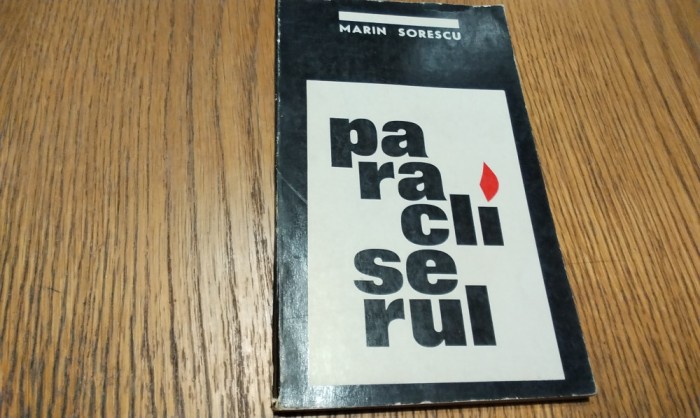 MARIN SORESCU
pa
ra
cli
se
rul